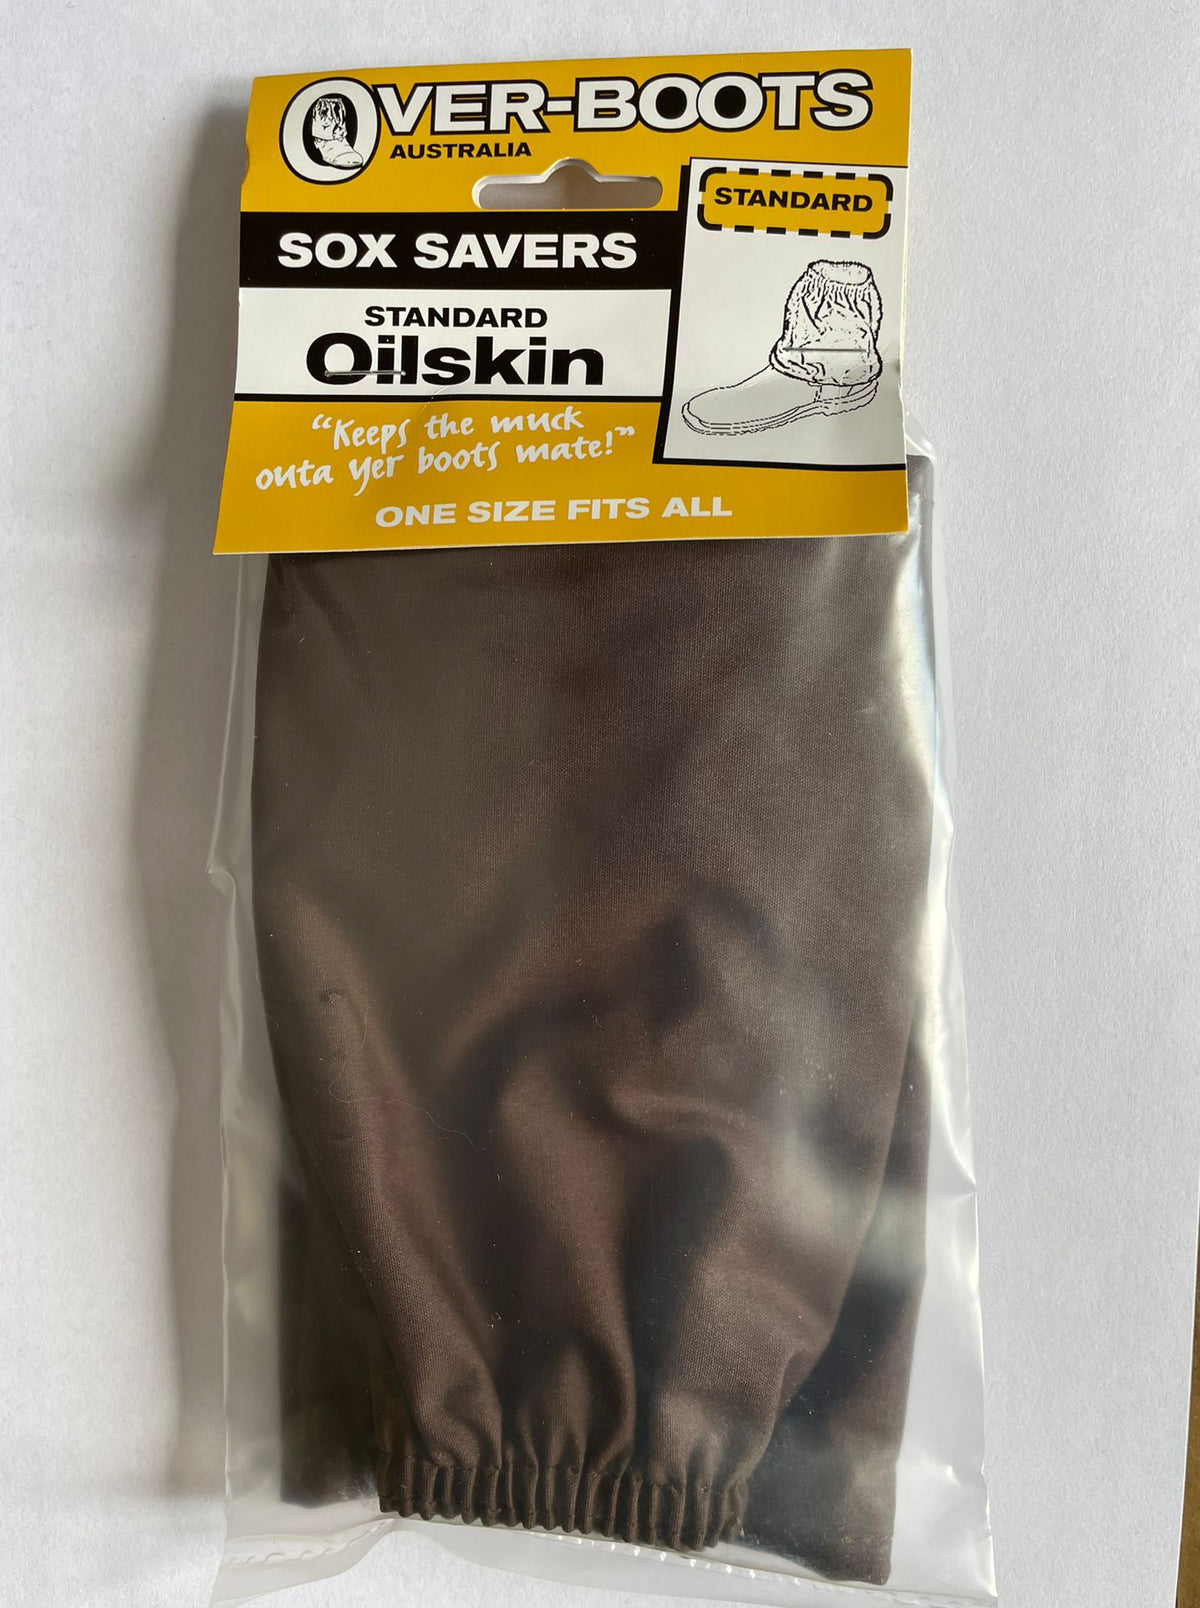 OVER-BOOTS
AUSTRALIA
STANDARD
SOX SAVERS
STANDARD
Oilskin
“Keeps the muck
outa yer boots mate!”
ONE SIZE FITS ALL